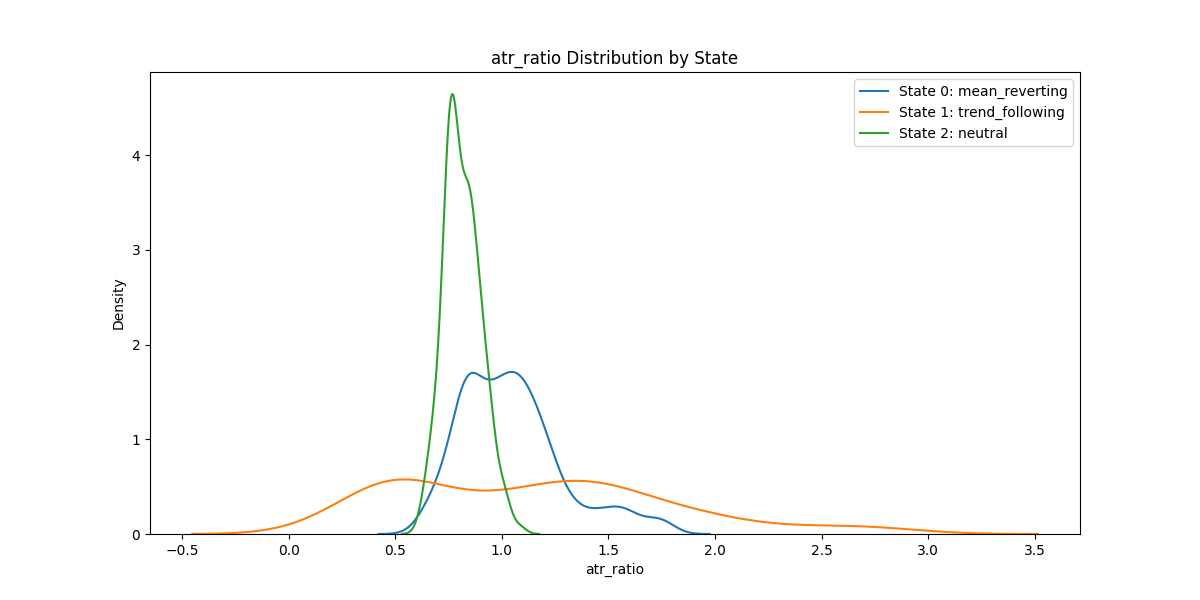 atr_ratio Distribution by State
State 0: mean_reverting
State 1: trend_following
State 2: neutral
Density
4
3
2
1
0
−0.5 0.0 0.5 1.0 1.5 2.0 2.5 3.0 3.5
atr_ratio